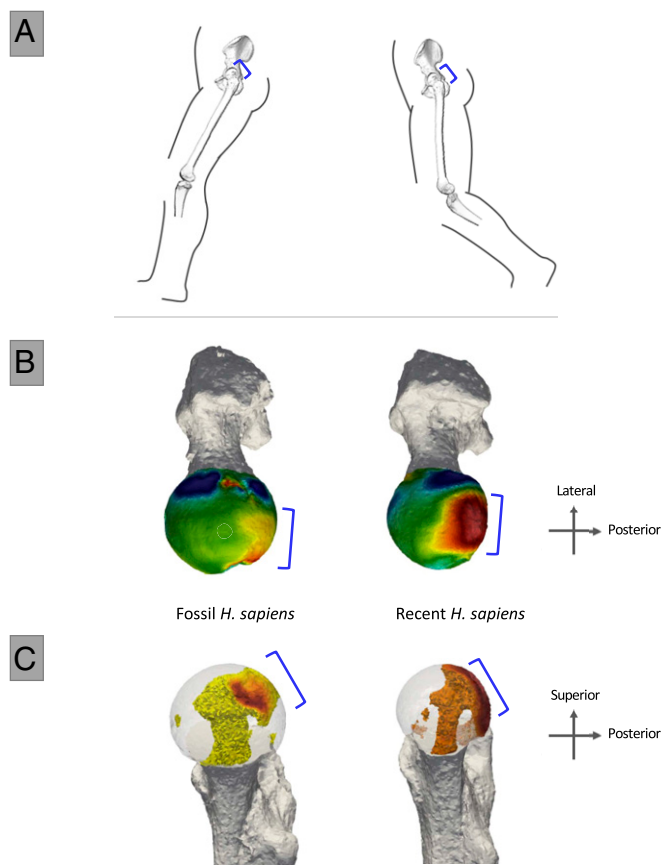 A
B
Lateral
Posterior
Fossil H. sapiens
Recent H. sapiens
C
Superior
Posterior